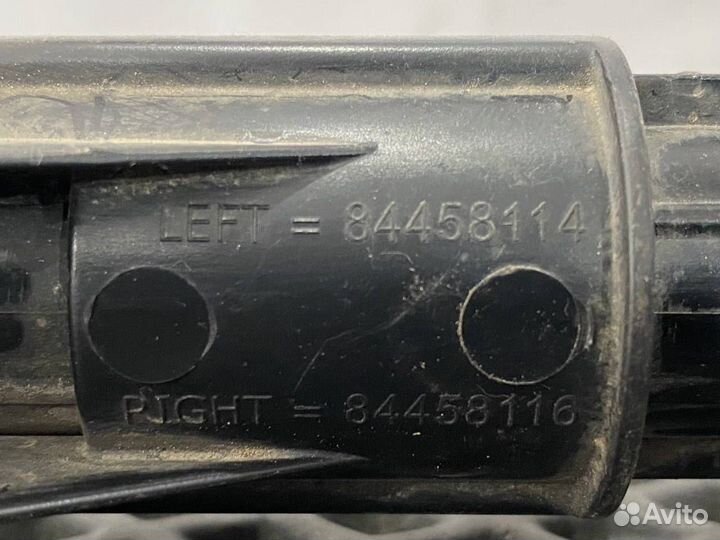 LEFT = 84458114
RIGHT = 84458116
Avito